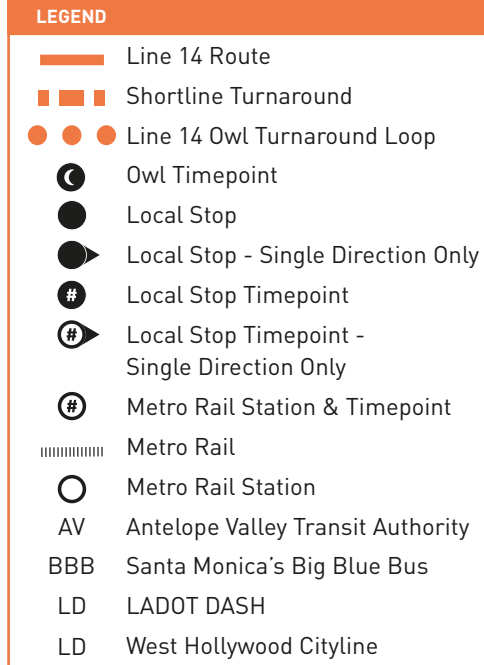 LEGEND
Line 14 Route
Shortline Turnaround
Line 14 Owl Turnaround Loop
Owl Timepoint
Local Stop
Local Stop - Single Direction Only
# Local Stop Timepoint
# Local Stop Timepoint -
Single Direction Only
# Metro Rail Station & Timepoint
Metro Rail
Metro Rail Station
AV Antelope Valley Transit Authority
BBB Santa Monica's Big Blue Bus
LD LADOT DASH
LD West Hollywood Cityline